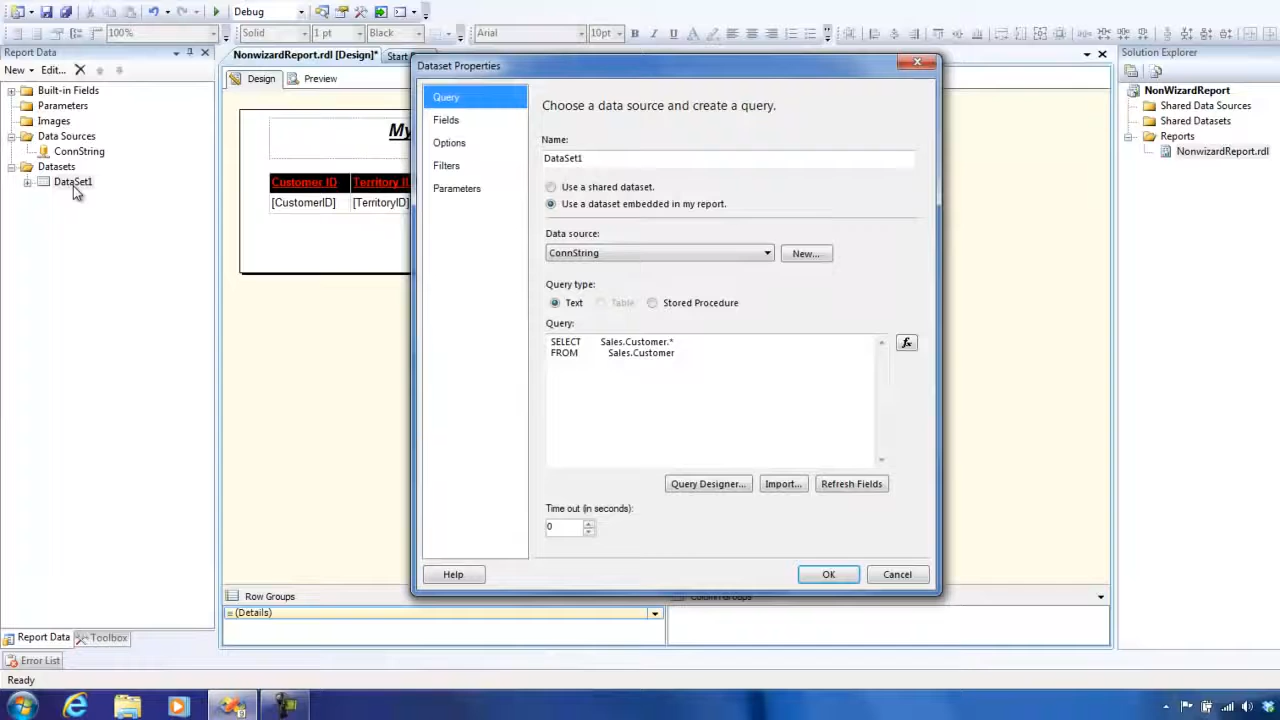 Debug
100%
Solid
1 pt
Black
Arial
10pt
B I U
Report Data
New
Edit...
Built-in Fields
Parameters
Images
Data Sources
ConnString
Datasets
DataSet1
Report Data
Toolbox
Error List
Ready
NonwizardReport.rdl [Design]*
Start
Design
Preview
My
Customer ID
[CustomerID]
[TerritoryID]
Row Groups
(Details)
Dataset Properties
Query
Fields
Options
Filters
Parameters
Choose a data source and create a query.
Name:
DataSet1
Use a shared dataset.
Use a dataset embedded in my report.
Data source:
ConnString
New...
Query type:
Text
Table
Stored Procedure
Query:
SELECT Sales.Customer.*
FROM Sales.Customer
fx
Query Designer...
Import...
Refresh Fields
Time out (in seconds):
0
Help
OK
Cancel
Solution Explorer
NonWizardReport
Shared Data Sources
Shared Datasets
Reports
NonwizardReport.rdl